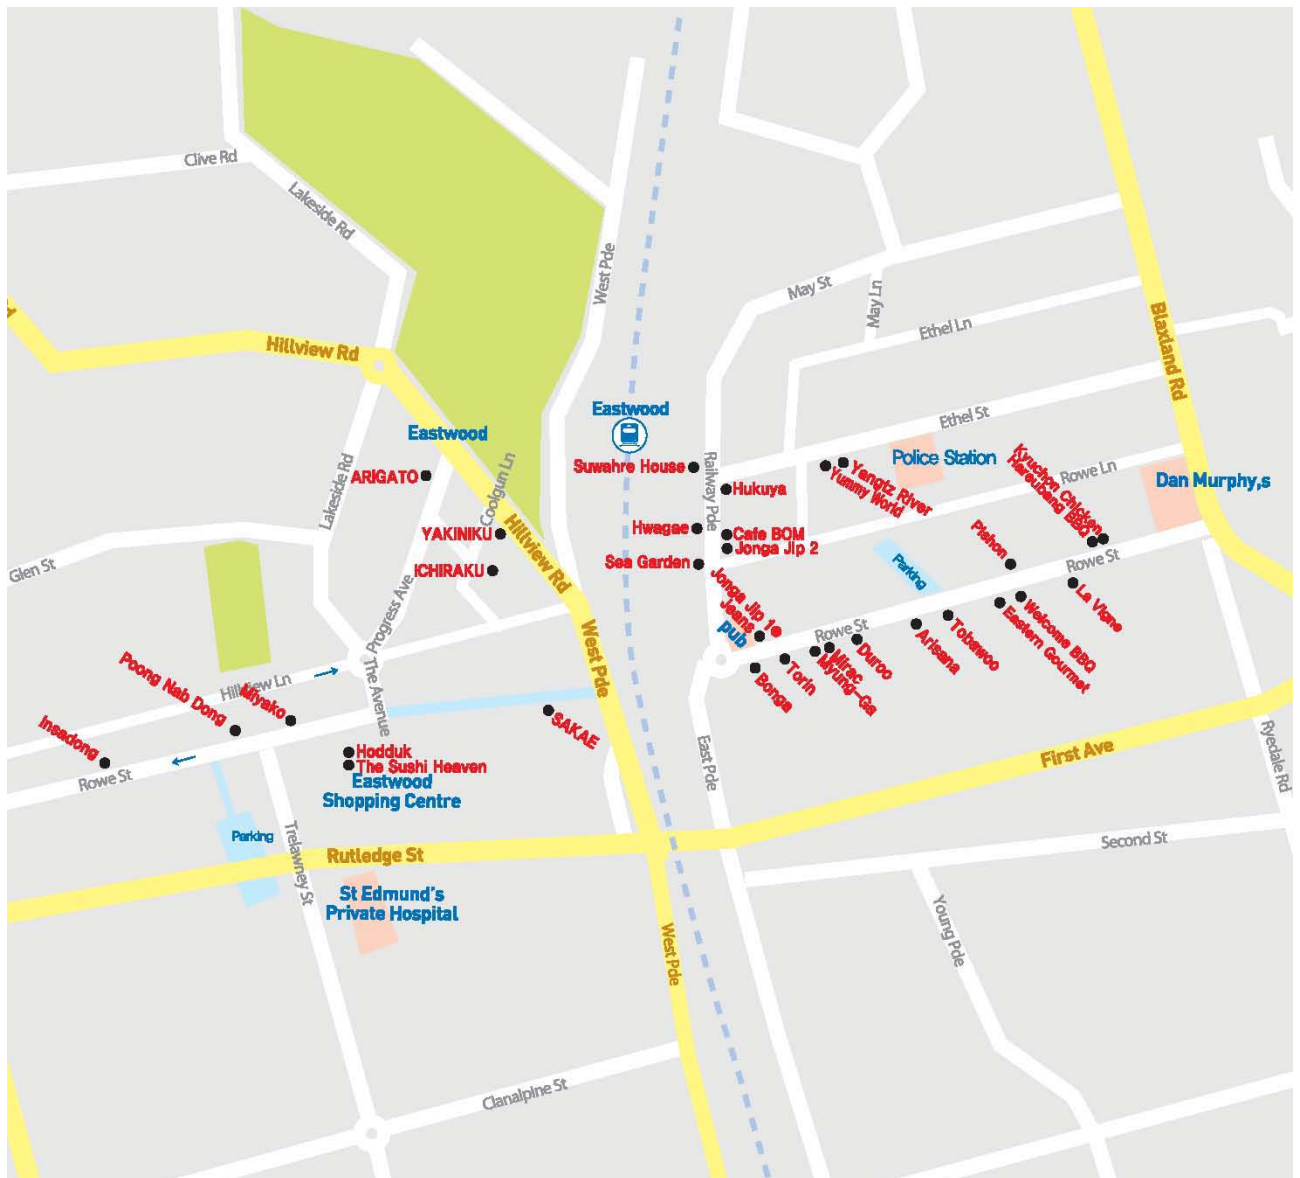 Clive Rd
Lakeside Rd
West Pde
May St
May Ln
Ethel Ln
Blaxland Rd
Hillview Rd
Eastwood
Eastwood
Ethel St
Police Station
Rowe Ln
Dan Murphy,s
Suwahre House
Railway Pde
Hukuya
Yangtz River
Yummy World
Kyuchon Chicken
Hareubang BBQ
ARIGATO
Lakeside Rd
Coolgun Ln
YAKINIKU
Hillview Rd
Hwagae
Cafe BOM
Jonga Jip 2
Sea Garden
ICHIRAKU
Glen St
Progress Ave
Parking
Pishon
Rowe St
La Vigne
Welcome BBQ
Eastern Gourmet
Tobawoo
Arisana
Jonga Jip 1
Jeans
pub
Rowe St
Duroo
Mirac
Myung-Ga
Torin
Bonga
West Pde
Poong Nab Dong
Hillview Ln
Miyako
The Avenue
Insadong
SAKAE
Hodduk
The Sushi Heaven
Rowe St
Eastwood
Shopping Centre
East Pde
First Ave
Ryedale Rd
Parking
Trelawney St
Rutledge St
Second St
St Edmund's
Private Hospital
West Pde
Young Pde
Clanalpine St